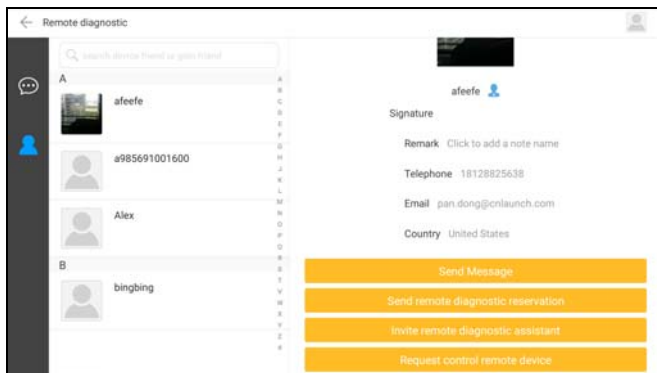 Remote diagnostic
Search device friend or goto friend
A
afeefe
a985691001600
Alex
B
bingbing
A
B
C
D
E
F
G
H
J
K
L
M
N
O
P
Q
R
S
T
V
W
X
Y
Z
#
afeefe
Signature
Remark Click to add a note name
Telephone 18128825638
Email pan.dong@cnlaunch.com
Country United States
Send Message
Send remote diagnostic reservation
Invite remote diagnostic assistant
Request control remote device